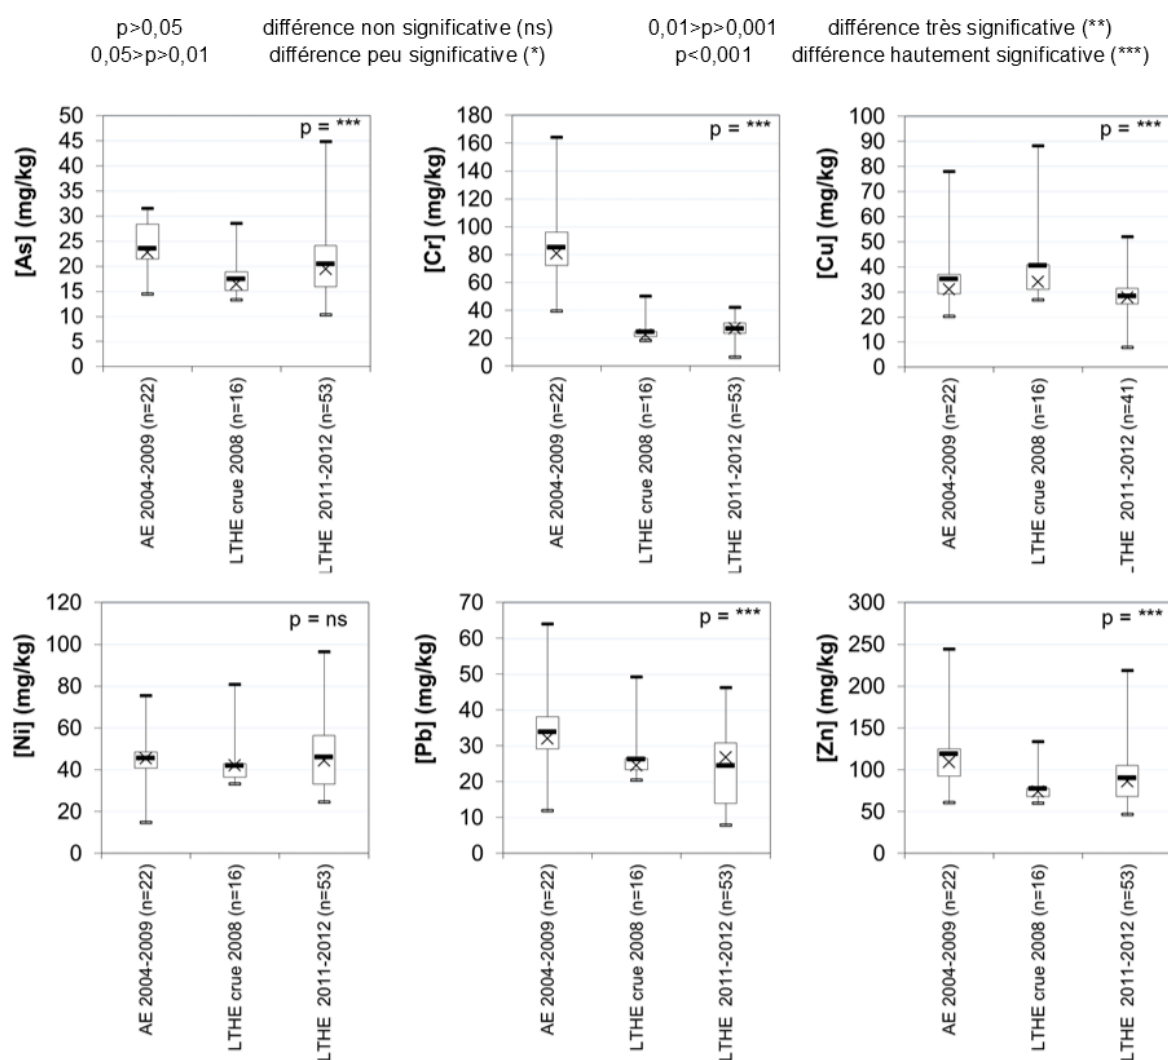 p>0,05 différence non significative (ns) 0,01>p>0,001 différence très significative (**)
0,05>p>0,01 différence peu significative (*) p<0,001 différence hautement significative (***)
[As] (mg/kg)
50
45
40
35
30
25
20
15
10
5
0
p = ***
AE 2004-2009 (n=22)
LTHE crue 2008 (n=16)
LTHE 2011-2012 (n=53)
[Cr] (mg/kg)
180
160
140
120
100
80
60
40
20
0
p = ***
AE 2004-2009 (n=22)
LTHE crue 2008 (n=16)
LTHE 2011-2012 (n=53)
[Cu] (mg/kg)
100
90
80
70
60
50
40
30
20
10
0
p = ***
AE 2004-2009 (n=22)
LTHE crue 2008 (n=16)
LTHE 2011-2012 (n=41)
[Ni] (mg/kg)
120
100
80
60
40
20
0
p = ns
AE 2004-2009 (n=22)
LTHE crue 2008 (n=16)
LTHE 2011-2012 (n=53)
[Pb] (mg/kg)
70
60
50
40
30
20
10
0
p = ***
AE 2004-2009 (n=22)
LTHE crue 2008 (n=16)
LTHE 2011-2012 (n=53)
[Zn] (mg/kg)
300
250
200
150
100
50
0
p = ***
AE 2004-2009 (n=22)
LTHE crue 2008 (n=16)
LTHE 2011-2012 (n=53)